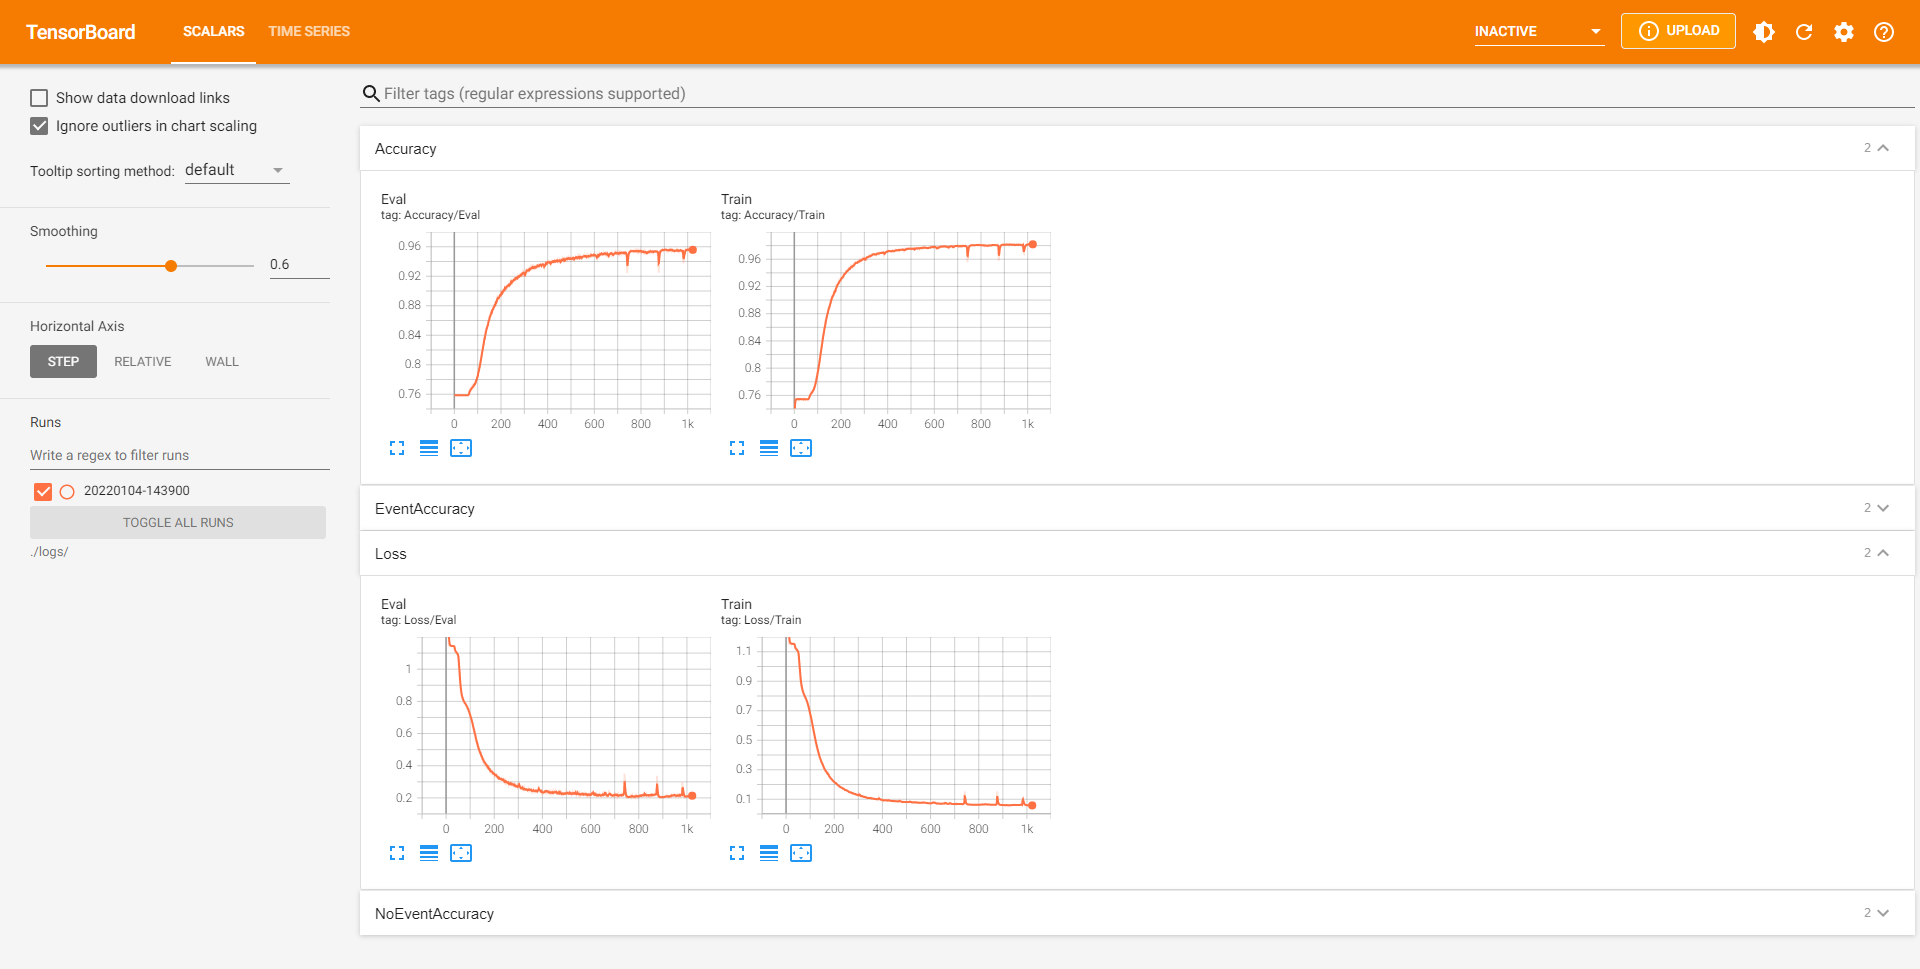 TensorBoard SCALARS TIME SERIES INACTIVE UPLOAD
Show data download links
Ignore outliers in chart scaling
Tooltip sorting method: default
Smoothing
0.6
Horizontal Axis
STEP RELATIVE WALL
Runs
Write a regex to filter runs
20220104-143900
TOGGLE ALL RUNS
./logs/
Filter tags (regular expressions supported)
Accuracy 2
Eval
tag: Accuracy/Eval
0.96
0.92
0.88
0.84
0.8
0.76
0 200 400 600 800 1k
Train
tag: Accuracy/Train
0.96
0.92
0.88
0.84
0.8
0.76
0 200 400 600 800 1k
EventAccuracy 2
Loss 2
Eval
tag: Loss/Eval
1
0.8
0.6
0.4
0.2
0 200 400 600 800 1k
Train
tag: Loss/Train
1.1
0.9
0.7
0.5
0.3
0.1
0 200 400 600 800 1k
NoEventAccuracy 2